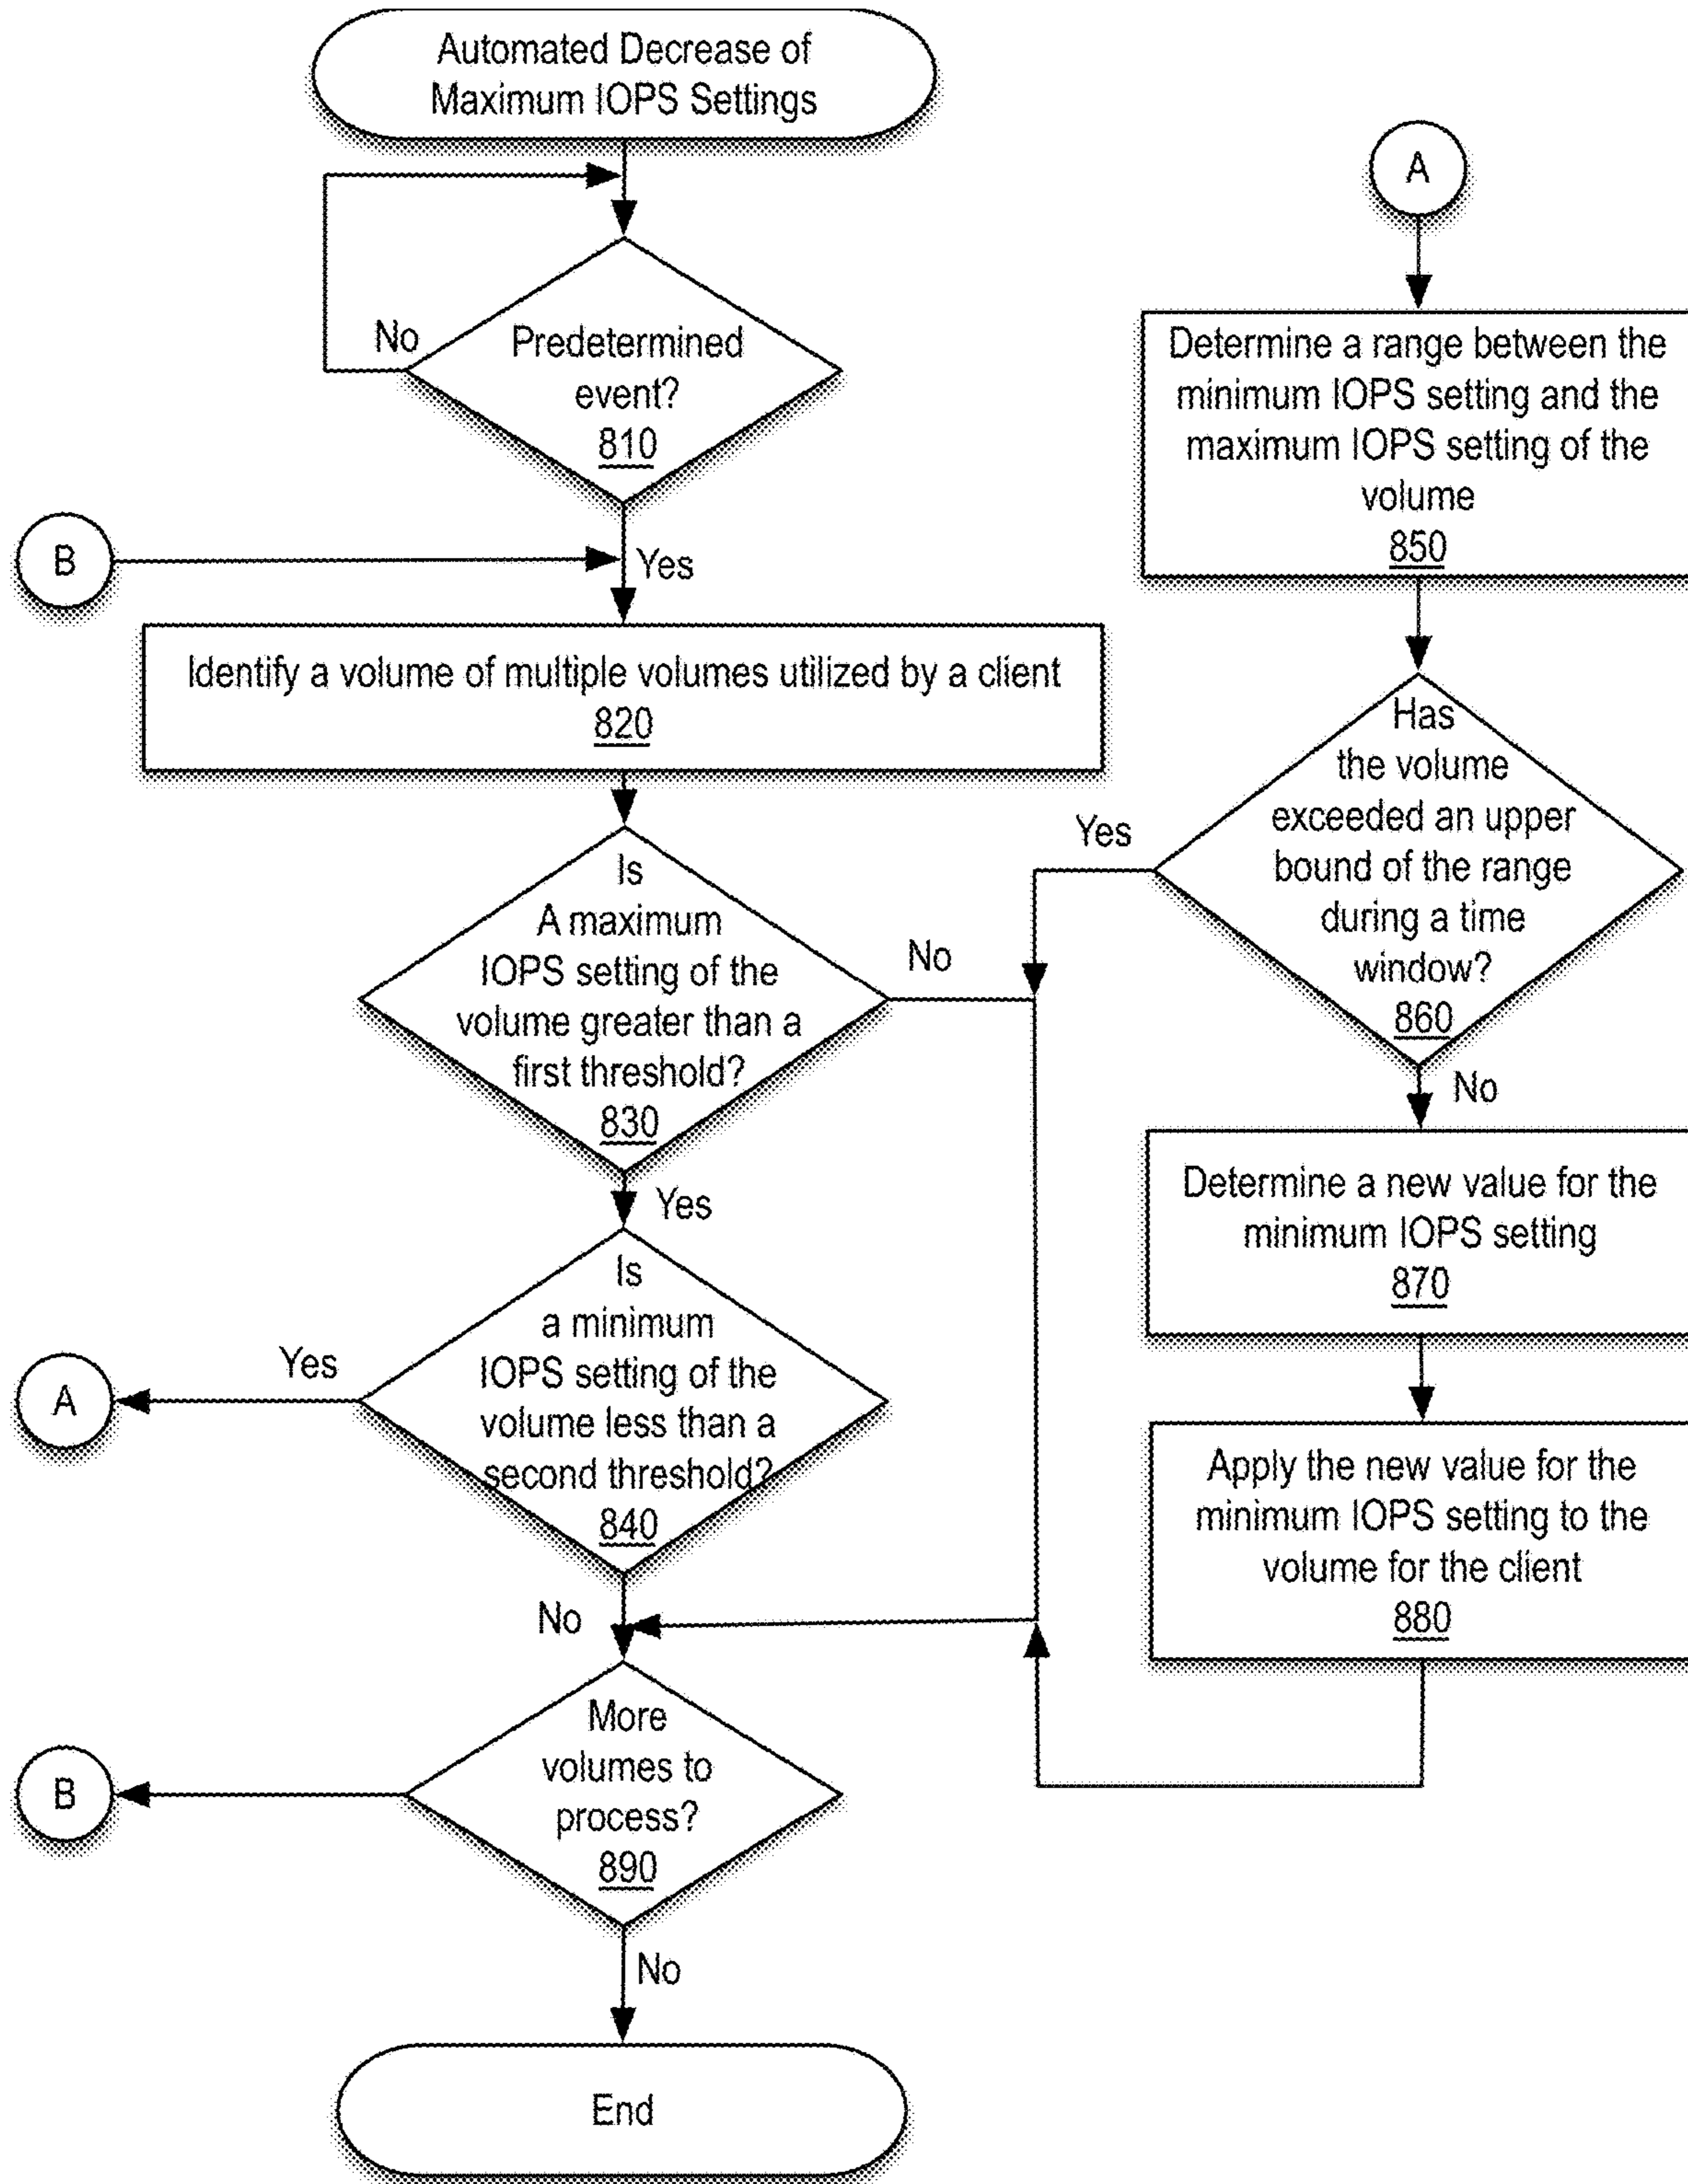 Automated Decrease of
Maximum IOPS Settings
No
Predetermined
event?
810
B
Yes
Identify a volume of multiple volumes utilized by a client
820
Is
A maximum
IOPS setting of the
volume greater than a
first threshold?
830
No
Yes
Is
a minimum
IOPS setting of the
volume less than a
second threshold?
840
Yes
A
No
More
volumes to
process?
890
B
No
End
A
Determine a range between the
minimum IOPS setting and the
maximum IOPS setting of the
volume
850
Has
the volume
exceeded an upper
bound of the range
during a time
window?
860
Yes
No
Determine a new value for the
minimum IOPS setting
870
Apply the new value for the
minimum IOPS setting to the
volume for the client
880